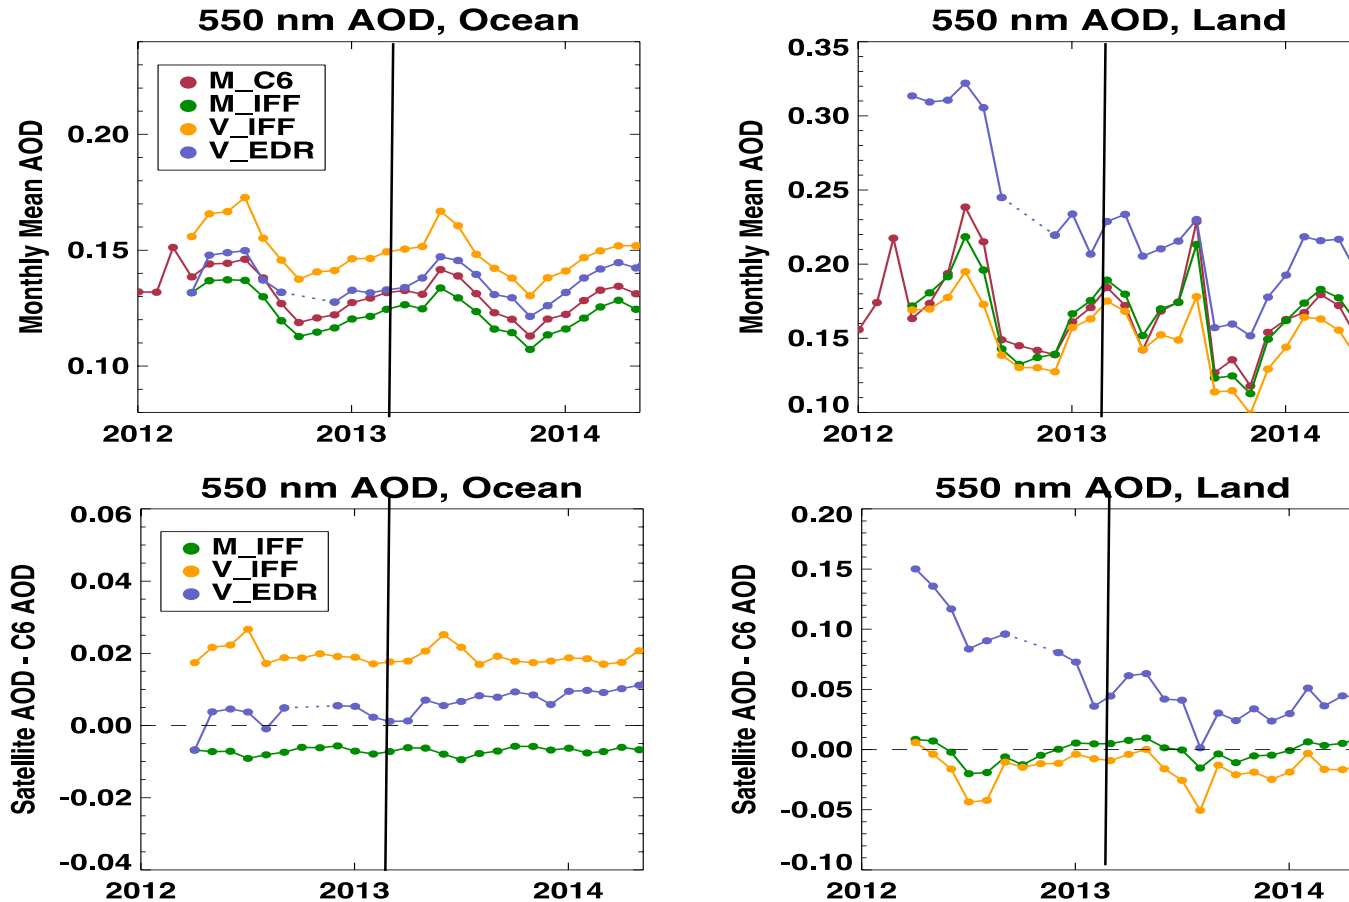 550 nm AOD, Ocean
Monthly Mean AOD
0.20
0.15
0.10
M_C6
M_IFF
V_IFF
V_EDR
2012
2013
2014
550 nm AOD, Land
Monthly Mean AOD
0.35
0.30
0.25
0.20
0.15
0.10
2012
2013
2014
550 nm AOD, Ocean
Satellite AOD - C6 AOD
0.06
0.04
0.02
0.00
-0.02
-0.04
M_IFF
V_IFF
V_EDR
2012
2013
2014
550 nm AOD, Land
Satellite AOD - C6 AOD
0.20
0.15
0.10
0.05
0.00
-0.05
-0.10
2012
2013
2014